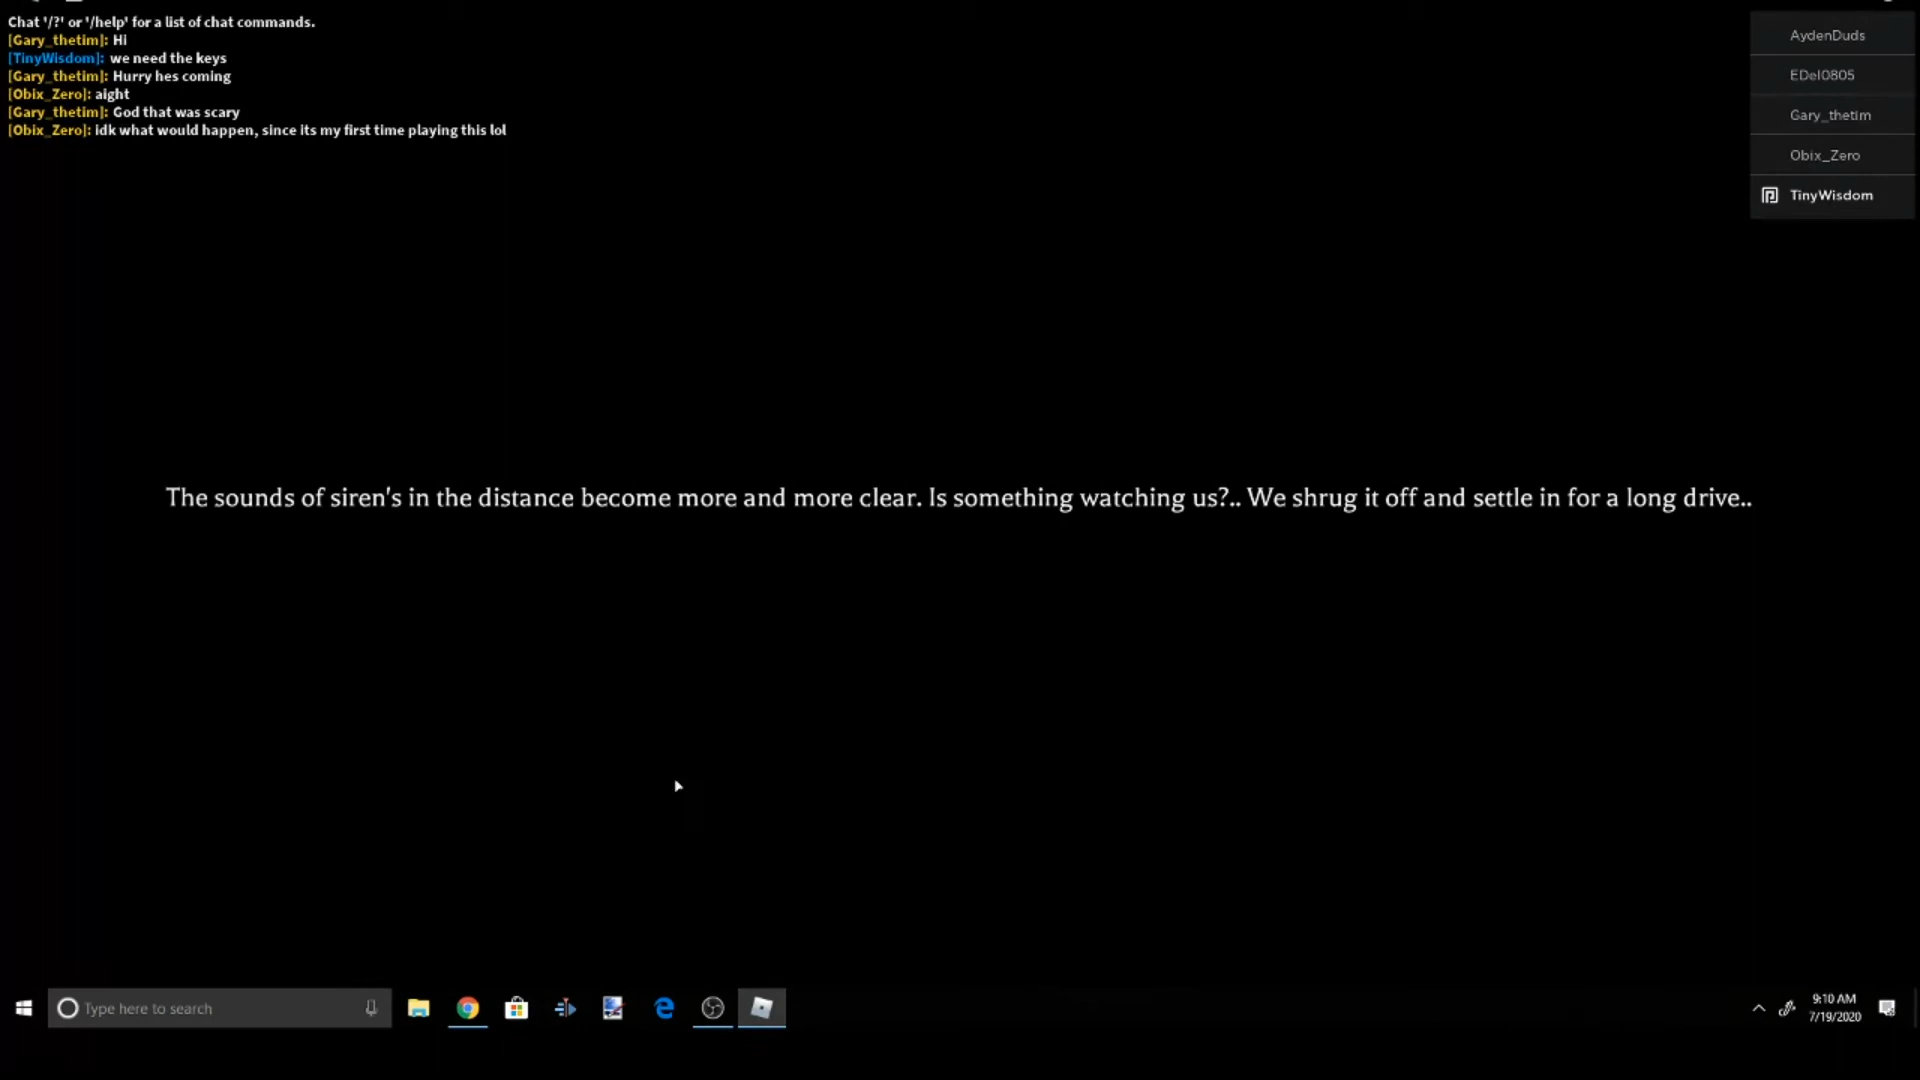 Chat '/?' or '/help' for a list of chat commands.
[Gary_thetim]: Hi
[TinyWisdom]: we need the keys
[Gary_thetim]: Hurry hes coming
[Obix_Zero]: aight
[Gary_thetim]: God that was scary
[Obix_Zero]: idk what would happen, since its my first time playing this lol
AydenDuds
EDel0805
Gary_thetim
Obix_Zero
TinyWisdom
The sounds of siren's in the distance become more and more clear. Is something watching us?.. We shrug it off and settle in for a long drive..
Type here to search
9:10 AM
7/19/2020